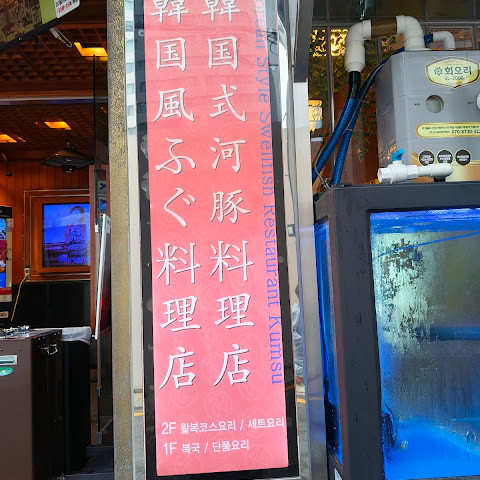 韓国式河豚料理店
韓国風ふぐ料理店
Style Swellfish Restaurant Kumsu
2F 활복코스요리 / 세트요리
1F 복국 / 단품요리
회오리